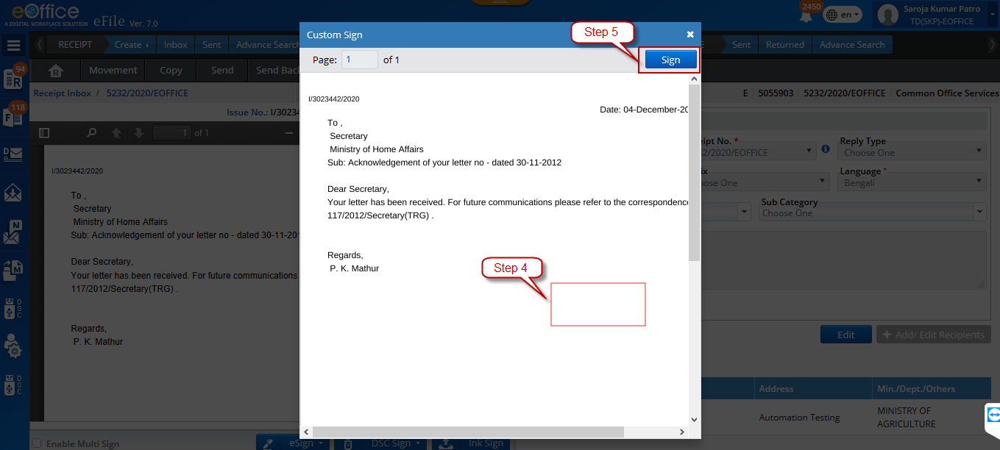 eOffice
A DIGITAL WORKPLACE SOLUTION
eFile Ver. 7.0
2450
en
Saroja Kumar Patro
TD(SKP)-EOFFICE
RECEIPT
Create
Inbox
Sent
Advance Search
E
Sent
Returned
Advance Search
94
R
R
Movement
Copy
Send
Send Bac
Receipt Inbox / 5232/2020/EOFFICE
E 5055903 5232/2020/EOFFICE Common Office Services
118
F
Issue No.: I/30234
1 of 1
D
I/3023442/2020
To ,
Secretary
Ministry of Home Affairs
Sub: Acknowledgement of your letter no - dated 30-11-201
Dear Secretary,
Your letter has been received. For future communications
117/2012/Secretary(TRG) .
Regards,
P. K. Mathur
N
M
DSC
DSC
Custom Sign
Step 5
Page: 1 of 1
Sign
I/3023442/2020
Date: 04-December-20
To ,
Secretary
Ministry of Home Affairs
Sub: Acknowledgement of your letter no - dated 30-11-2012
Dear Secretary,
Your letter has been received. For future communications please refer to the correspondence
117/2012/Secretary(TRG) .
Regards,
P. K. Mathur
Step 4
ipt No. *
2/2020/EOFFICE
Reply Type
Choose One
ix
ose One
Language *
Bengali
Sub Category
Choose One
Edit
Add/ Edit Recipients
Address
Min./Dept./Others
Automation Testing
MINISTRY OF
AGRICULTURE
Enable Multi Sign
eSign
DSC Sign
Ink Sign